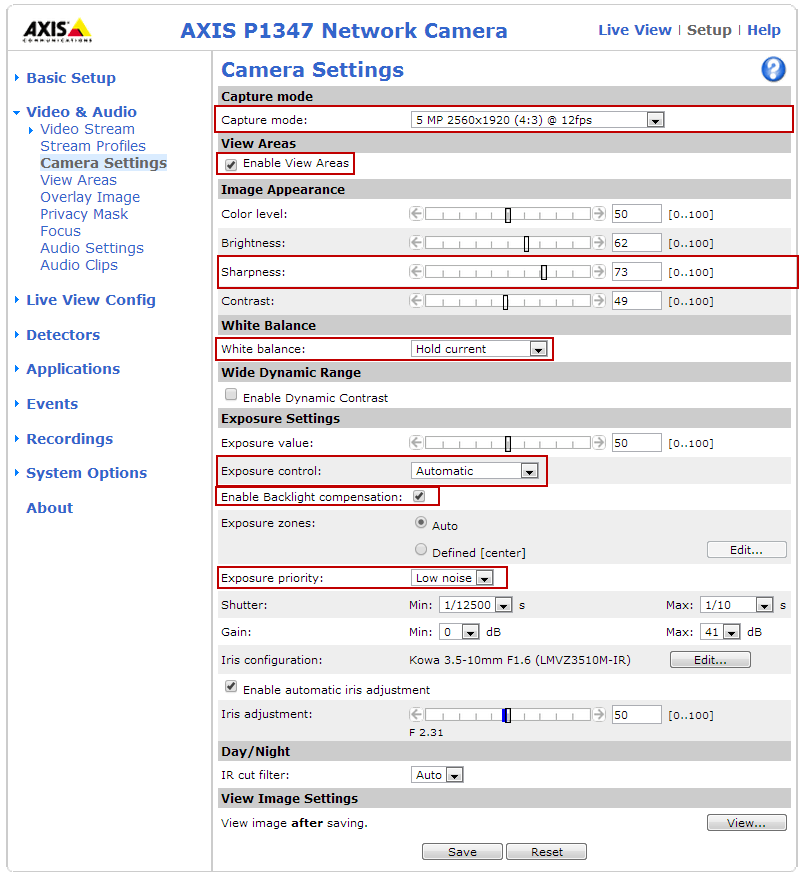 AXIS
COMMUNICATIONS
AXIS P1347 Network Camera
Live View | Setup | Help
Basic Setup
Video & Audio
Video Stream
Stream Profiles
Camera Settings
View Areas
Overlay Image
Privacy Mask
Focus
Audio Settings
Audio Clips
Live View Config
Detectors
Applications
Events
Recordings
System Options
About
Camera Settings
?
Capture mode
Capture mode: 5 MP 2560x1920 (4:3) @ 12fps
View Areas
Enable View Areas
Image Appearance
Color level: 50 [0..100]
Brightness: 62 [0..100]
Sharpness: 73 [0..100]
Contrast: 49 [0..100]
White Balance
White balance: Hold current
Wide Dynamic Range
Enable Dynamic Contrast
Exposure Settings
Exposure value: 50 [0..100]
Exposure control: Automatic
Enable Backlight compensation:
Exposure zones: Auto
Defined [center] Edit...
Exposure priority: Low noise
Shutter: Min: 1/12500 s Max: 1/10 s
Gain: Min: 0 dB Max: 41 dB
Iris configuration: Kowa 3.5-10mm F1.6 (LMVZ3510M-IR) Edit...
Enable automatic iris adjustment
Iris adjustment: 50 [0..100]
F 2.31
Day/Night
IR cut filter: Auto
View Image Settings
View image after saving. View...
Save Reset